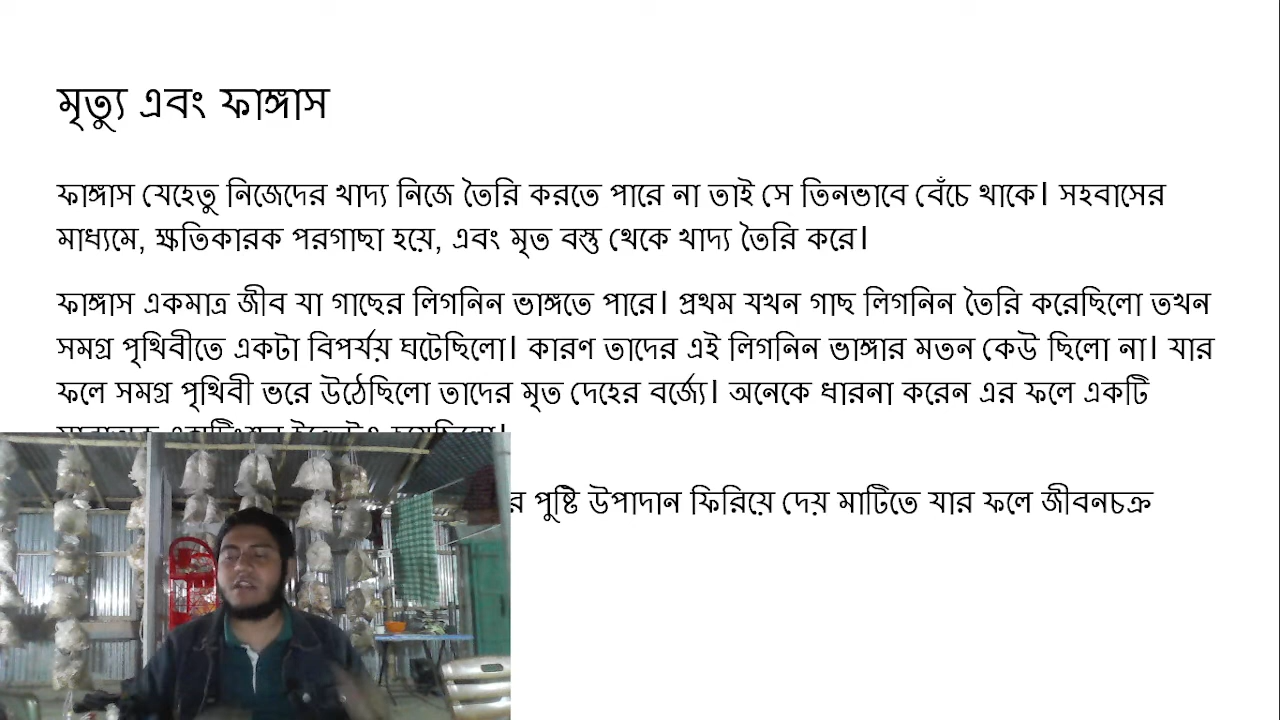 মৃত্যু এবং ফাঙ্গাস
ফাঙ্গাস যেহেতু নিজেদের খাদ্য নিজে তৈরি করতে পারে না তাই সে তিনভাবে বেঁচে থাকে। সহবাসের
মাধ্যমে, ক্ষতিকারক পরগাছা হয়ে, এবং মৃত বস্তু থেকে খাদ্য তৈরি করে।
ফাঙ্গাস একমাত্র জীব যা গাছের লিগনিন ভাঙ্গতে পারে। প্রথম যখন গাছ লিগনিন তৈরি করেছিলো তখন
সমগ্র পৃথিবীতে একটা বিপর্যয় ঘটেছিলো। কারণ তাদের এই লিগনিন ভাঙ্গার মতন কেউ ছিলো না। যার
ফলে সমগ্র পৃথিবী ভরে উঠেছিলো তাদের মৃত দেহের বর্জ্যে। অনেকে ধারনা করেন এর ফলে একটি
পুষ্টি উপাদান ফিরিয়ে দেয় মাটিতে যার ফলে জীবনচক্র